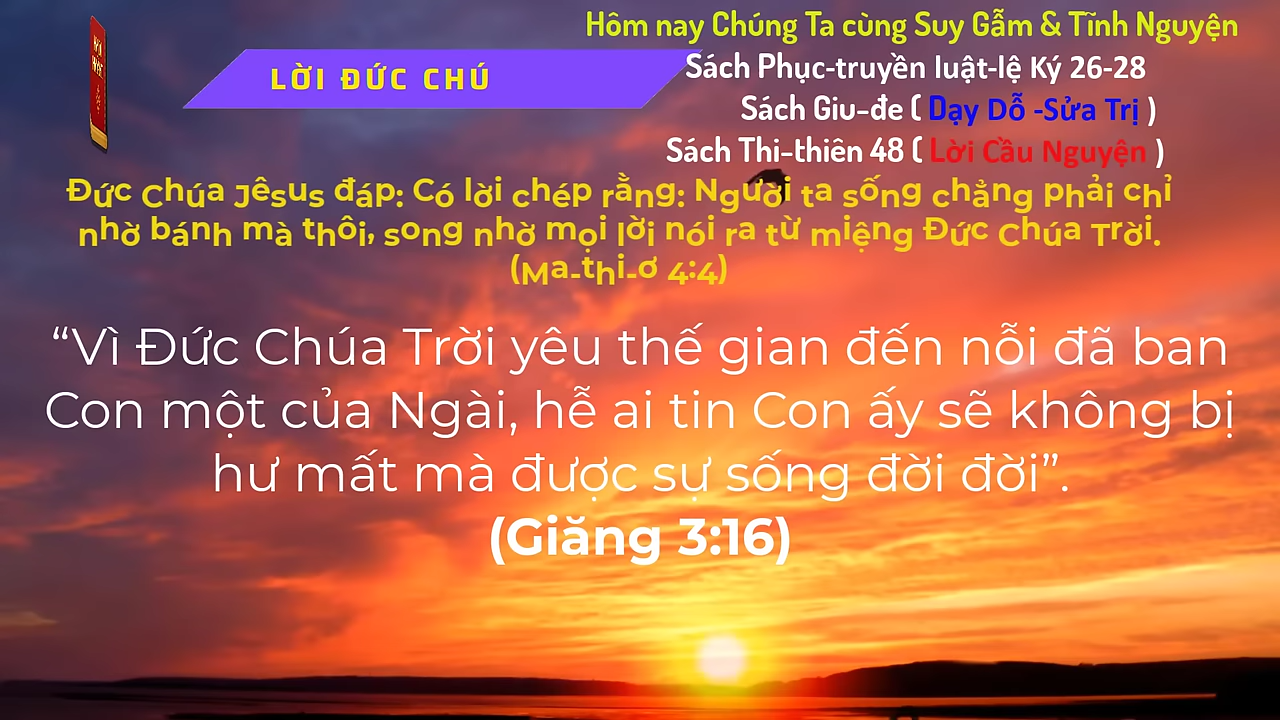 Hôm nay Chúng Ta cùng Suy Gẫm & Tĩnh Nguyện
LỜI ĐỨC CHÚ
Sách Phục-truyền luật-lệ Ký 26-28
Sách Giu-đe ( Dạy Dỗ -Sửa Trị )
Sách Thi-thiên 48 ( Lời Cầu Nguyện )
Đức Chúa Jêsus đáp: Có lời chép rằng: Người ta sống chẳng phải chỉ
nhờ bánh mà thôi, song nhờ mọi lời nói ra từ miệng Đức Chúa Trời.
(Ma-thi-ơ 4:4)
“Vì Đức Chúa Trời yêu thế gian đến nỗi đã ban
Con một của Ngài, hễ ai tin Con ấy sẽ không bị
hư mất mà được sự sống đời đời”.
(Giăng 3:16)